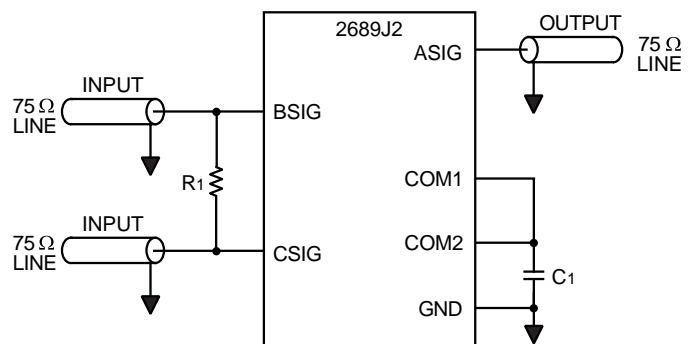 2689J2
OUTPUT
ASIG
75 Ω
LINE
INPUT
75 Ω
LINE
BSIG
R1
COM1
INPUT
75 Ω
LINE
CSIG
COM2
C1
GND